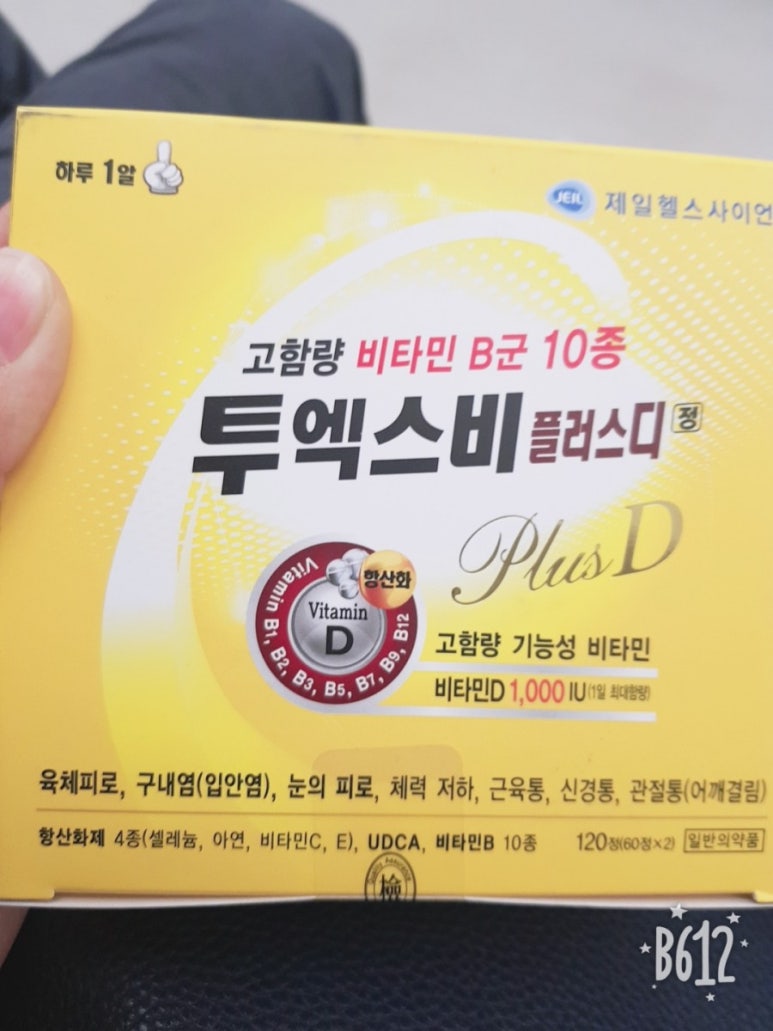 하루 1알
JEIL 제일헬스사이언
고함량 비타민 B군 10종
투엑스비 플러스디 정
Plus D
항산화
Vitamin
D
Vitamin B1, B2, B3, B5, B7, B9, B12
고함량 기능성 비타민
비타민D 1,000 IU(1일 최대함량)
육체피로, 구내염(입안염), 눈의 피로, 체력 저하, 근육통, 신경통, 관절통(어깨결림)
항산화제 4종(셀레늄, 아연, 비타민C, E), UDCA, 비타민B 10종 120정(60정×2) 일반의약품
Quality Assurance
檢
B612